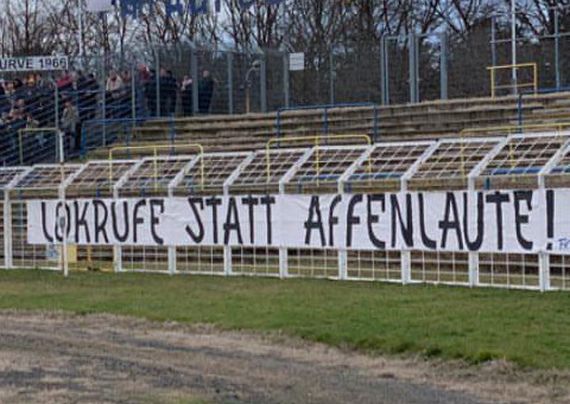 URVE 1966
LOKRUFE STATT AFFENLAUTE!